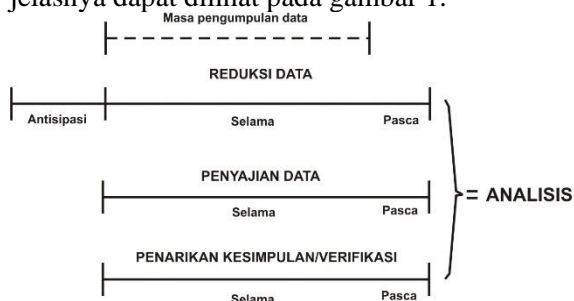 jelasnya dapat dilihat pada gambar 1.
Masa pengumpulan data
REDUKSI DATA
Antisipasi Selama Pasca
PENYAJIAN DATA
Selama Pasca
= ANALISIS
PENARIKAN KESIMPULAN/VERIFIKASI
Selama Pasca